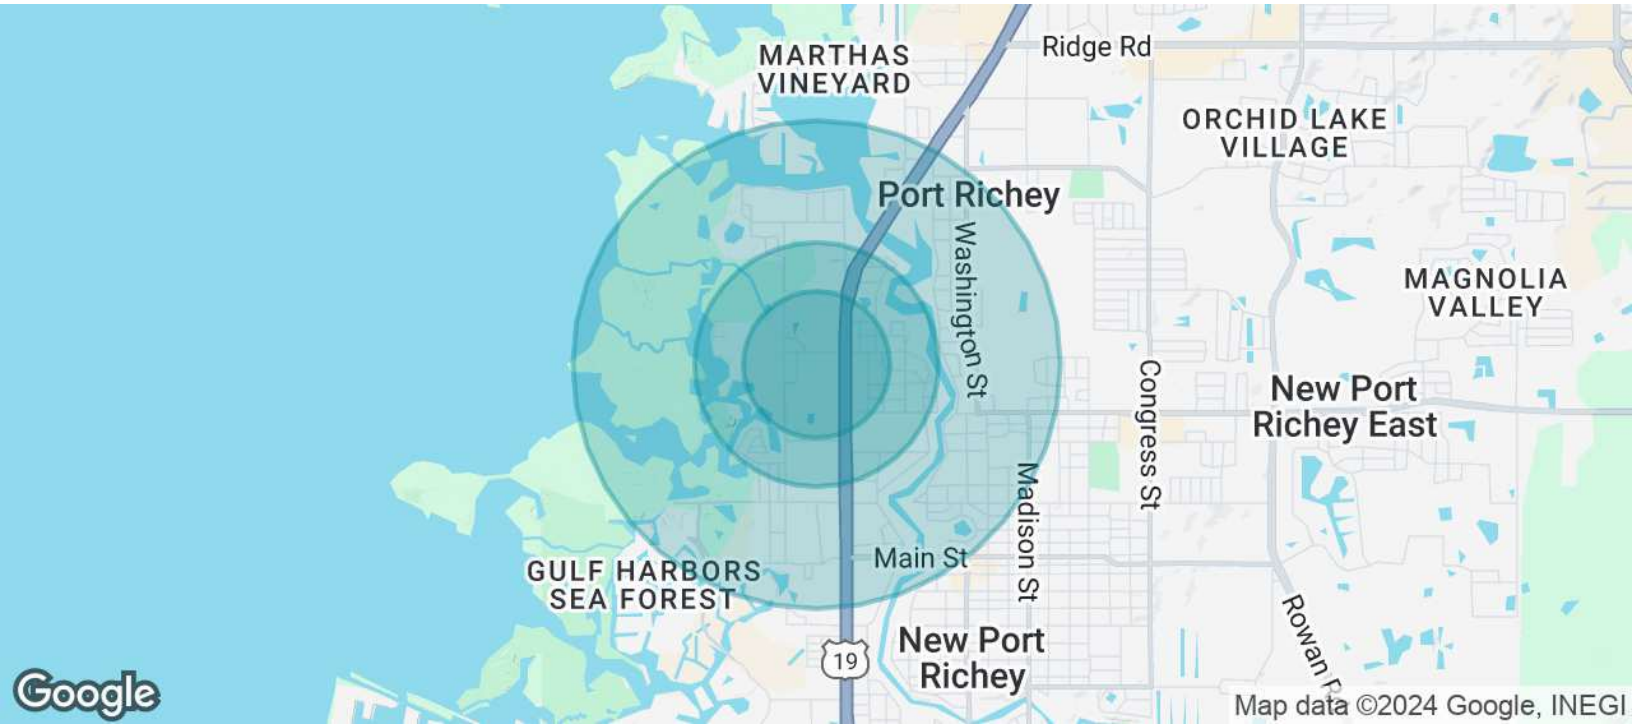 MARTHAS
VINEYARD
Ridge Rd
ORCHID LAKE
VILLAGE
Port Richey
Washington St
MAGNOLIA
VALLEY
Congress St
New Port
Richey East
Madison St
Main St
GULF HARBORS
SEA FOREST
Rowan
19
New Port
Richey
Google
Map data ©2024 Google, INEGI